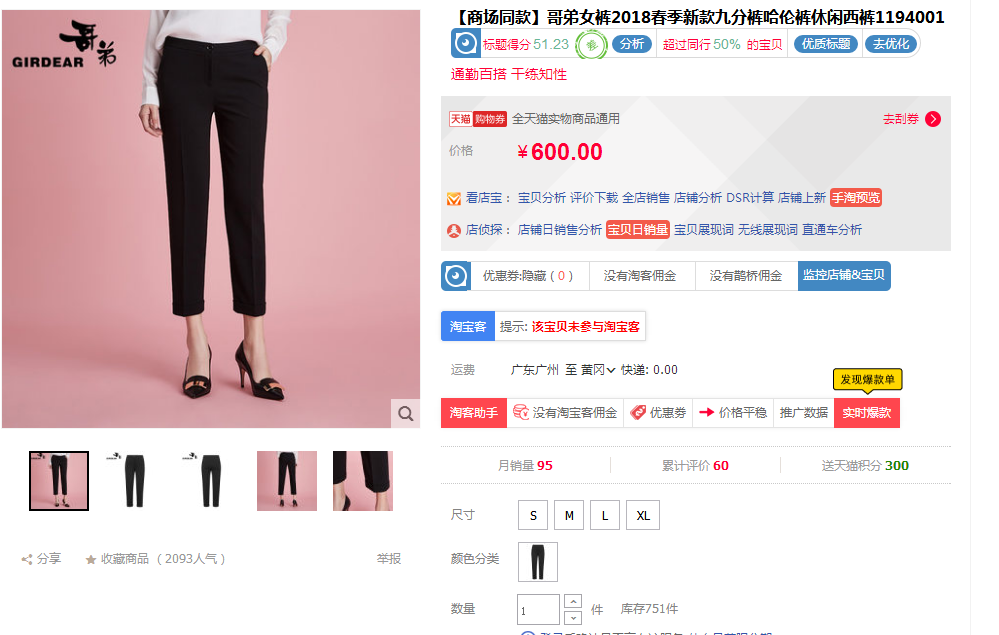 哥弟
GIRDEAR
分享
收藏商品 (2093人气)
举报
【商场同款】哥弟女裤2018春季新款九分裤哈伦裤休闲西裤1194001
标题得分 51.23 分析 超过同行50% 的宝贝 优质标题 去优化
通勤百搭 干练知性
天猫 购物券 全天猫实物商品通用 去刮券
价格 ¥600.00
看店宝: 宝贝分析 评价下载 全店销售 店铺分析 DSR计算 店铺上新 手淘预览
店侦探: 店铺日销售分析 宝贝日销量 宝贝展现词 无线展现词 直通车分析
优惠券:隐藏(0) 没有淘客佣金 没有鹊桥佣金 监控店铺&宝贝
淘宝客 提示: 该宝贝未参与淘宝客
运费 广东广州 至 黄冈 快递: 0.00
发现爆款单
淘客助手 没有淘宝客佣金 优惠券 价格平稳 推广数据 实时爆款
月销量 95 累计评价 60 送天猫积分 300
尺寸 S M L XL
颜色分类
数量 1 件 库存751件